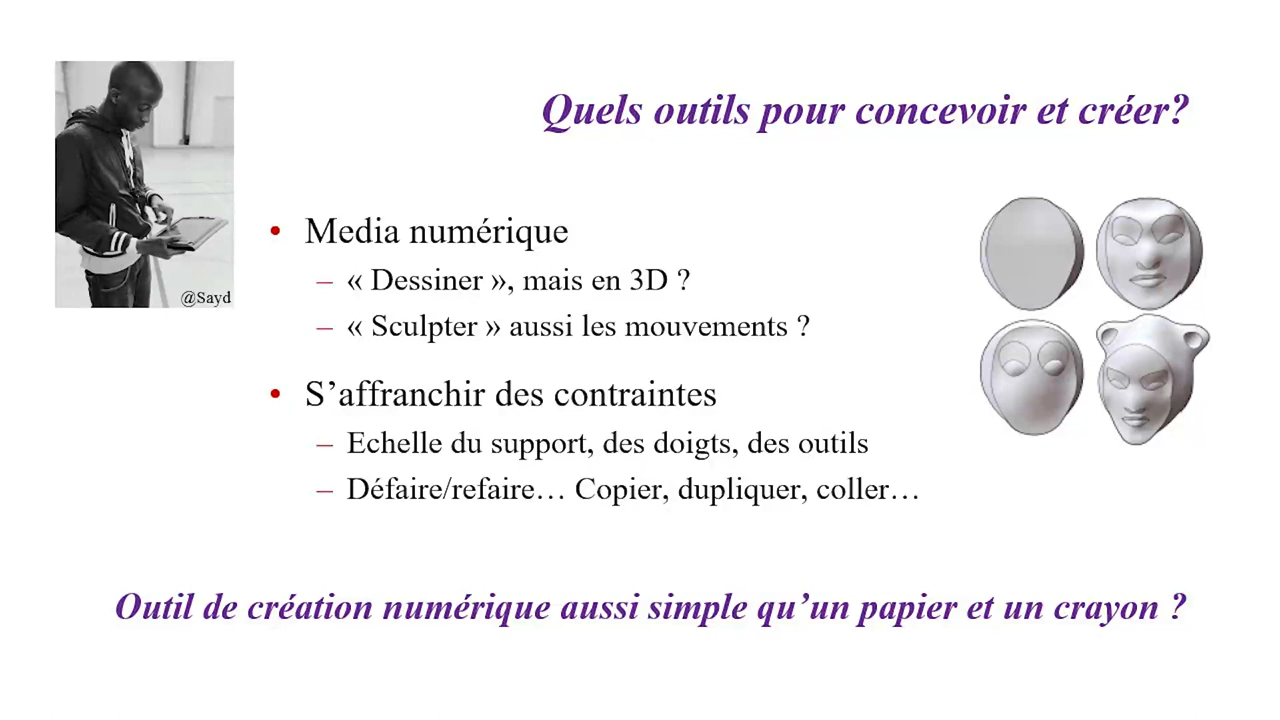 Quels outils pour concevoir et créer?
@Sayd
• Media numérique
– « Dessiner », mais en 3D ?
– « Sculpter » aussi les mouvements ?
• S’affranchir des contraintes
– Echelle du support, des doigts, des outils
– Défaire/refaire… Copier, dupliquer, coller…
Outil de création numérique aussi simple qu’un papier et un crayon ?